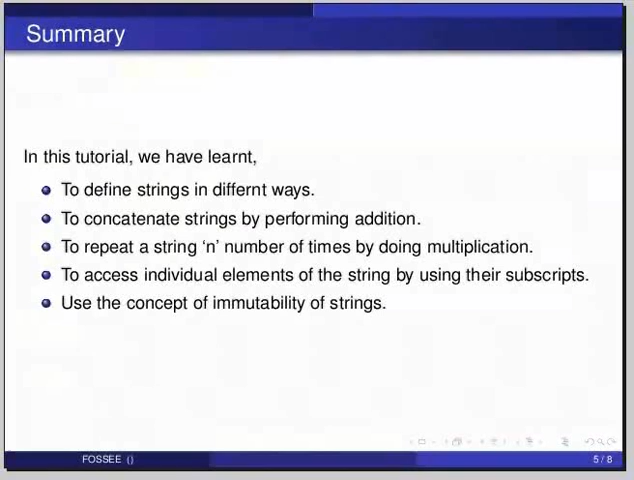 Summary
In this tutorial, we have learnt,
To define strings in differnt ways.
To concatenate strings by performing addition.
To repeat a string ‘n’ number of times by doing multiplication.
To access individual elements of the string by using their subscripts.
Use the concept of immutability of strings.
FOSSEE () 5 / 8